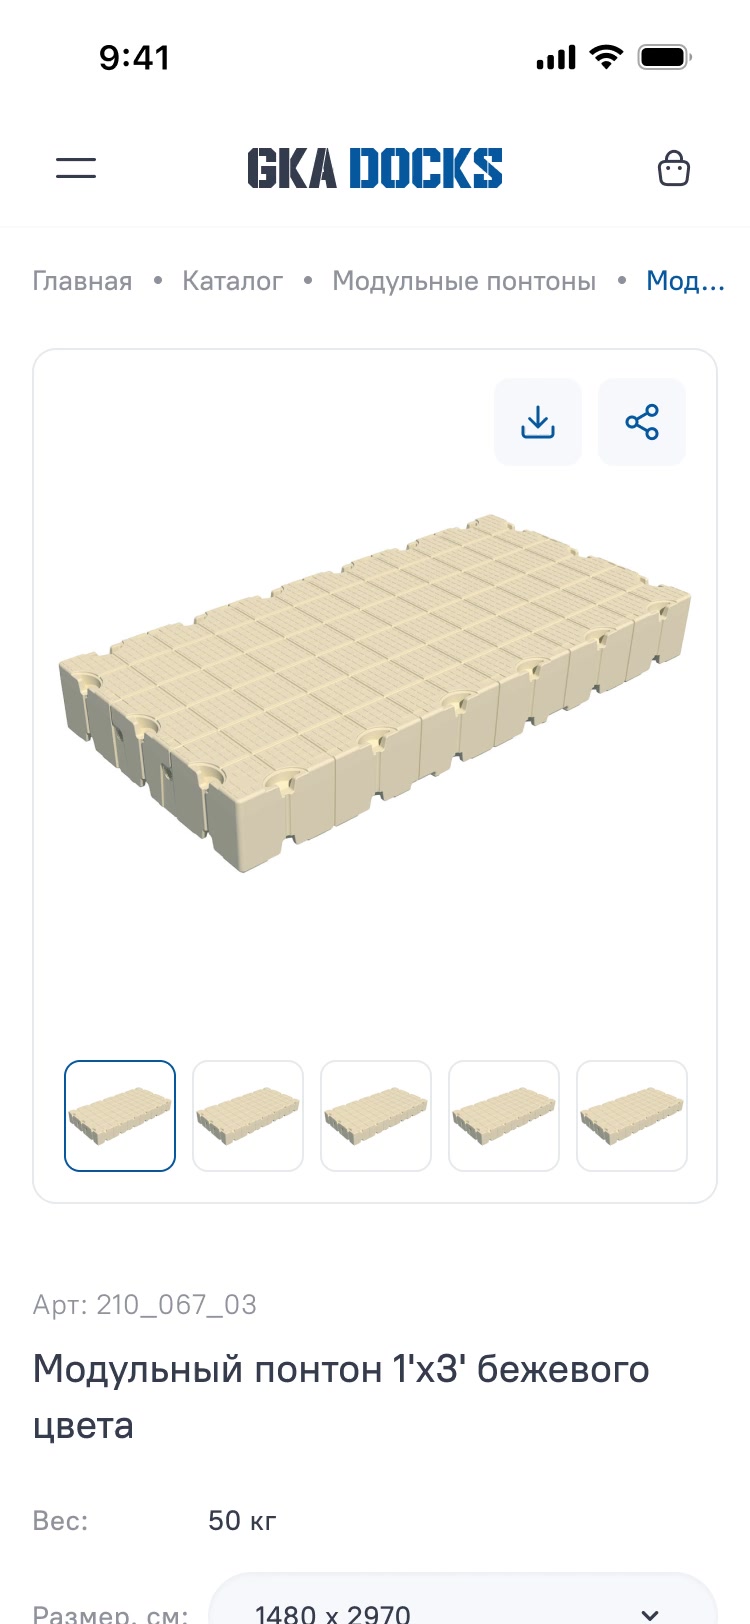 9:41
GKA DOCKS
Главная • Каталог • Модульные понтоны • Мод...
Арт: 210_067_03
Модульный понтон 1'x3' бежевого
цвета
Вес: 50 кг
Размер, см: 1480 x 2970